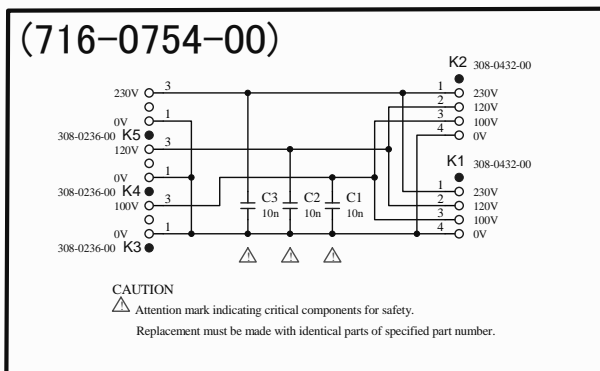 (716-0754-00)
K2 308-0432-00
230V 3
1 230V
2 120V
3 100V
0V 1
4 0V
308-0236-00 K5
120V 3
K1 308-0432-00
0V 1
1 230V
308-0236-00 K4
2 120V
100V 3
C3 C2 C1
10n 10n 10n
3 100V
0V 1
4 0V
308-0236-00 K3
CAUTION
Attention mark indicating critical components for safety.
Replacement must be made with identical parts of specified part number.